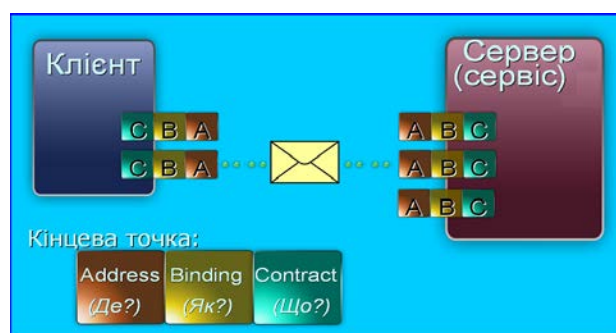 Клієнт
Сервер
(сервіс)
C B A
A B C
C B A
A B C
A B C
Кінцева точка:
Address Binding Contract
(Де?) (Як?) (Що?)